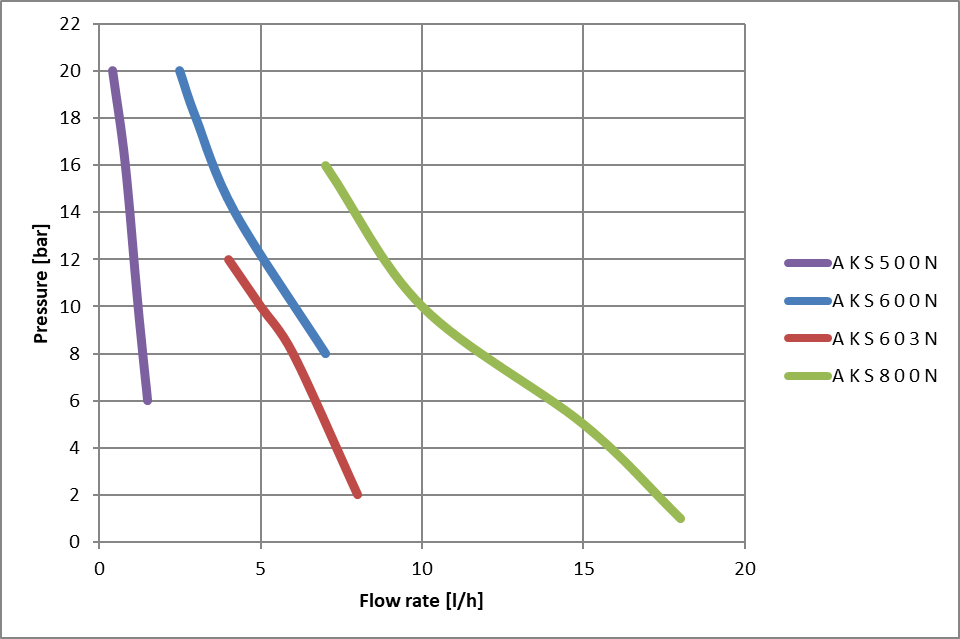 22
20
18
16
14
12
10
8
6
4
2
0
Pressure [bar]
0 5 10 15 20
Flow rate [l/h]
A K S 5 0 0 N
A K S 6 0 0 N
A K S 6 0 3 N
A K S 8 0 0 N